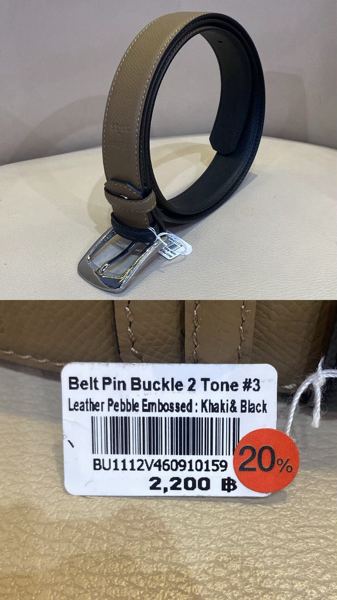 Belt Pin Buckle 2 Tone #3
Leather Pebble Embossed : Khaki & Black
BU1112V460910159
20%
2,200 ฿